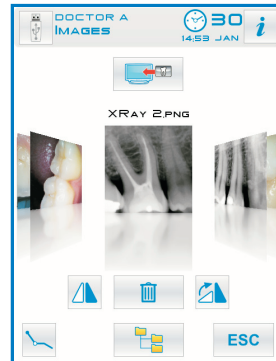 DOCTOR A
IMAGES
30
14:53 JAN
i
XRAY 2.PNG
ESC